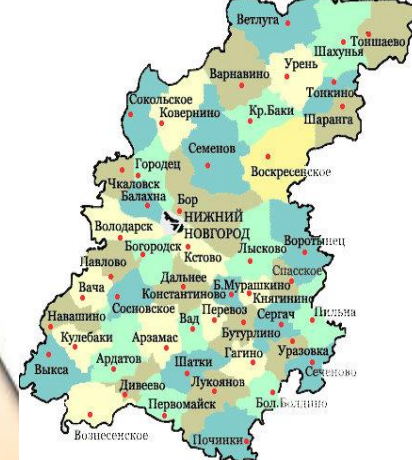 Ветлуга
Тоншаево
Шахунья
Урень
Варнавино
Тонкино
Сокольское
Ковернино
Кр.Баки
Шаранга
Семенов
Воскресенское
Городец
Чкаловск
Балахна
Бор
НИЖНИЙ
НОВГОРОД
Володарск
Богородск
Кстово
Лысково
Воротынец
Павлово
Спасское
Дальнее
Константиново
Б.Мурашкино
Княгинино
Вача
Сосновское
Перевоз
Сергач
Пильна
Навашино
Вад
Бутурлино
Кулебаки
Арзамас
Гагино
Уразовка
Выкса
Ардатов
Шатки
Сеченово
Дивеево
Лукоянов
Бол.Болдино
Первомайск
Вознесенское
Починки